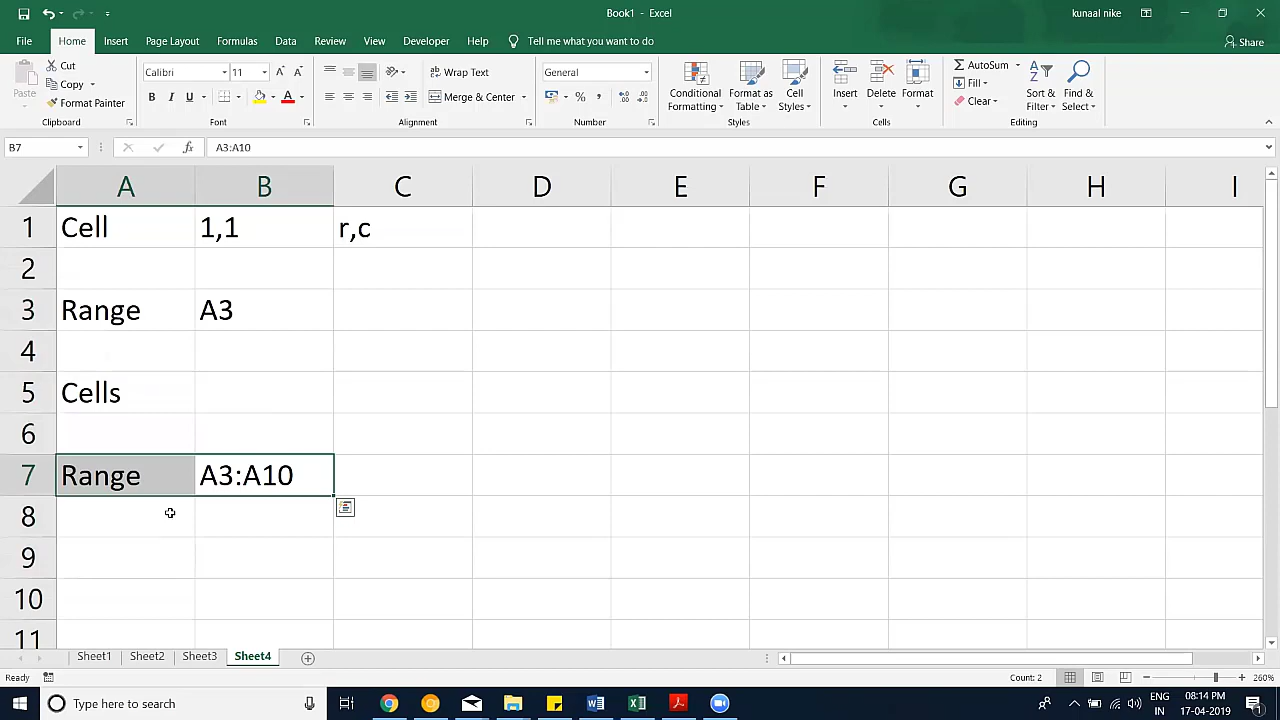 Book1 - Excel
kunaal nike
File Home Insert Page Layout Formulas Data Review View Developer Help Tell me what you want to do Share
Paste
Cut
Copy
Format Painter
Clipboard
Calibri 11
B I U A
Font
Wrap Text
Merge & Center
Alignment
General
% ,
Number
Conditional Formatting
Format as Table
Cell Styles
Styles
Insert
Delete
Format
Cells
AutoSum
Fill
Clear
Sort & Filter
Find & Select
Editing
B7 fx A3:A10
A B C D E F G H I
1 Cell 1,1 r,c
2
3 Range A3
4
5 Cells
6
7 Range A3:A10
8
9
10
11
Sheet1 Sheet2 Sheet3 Sheet4
Ready Count: 2 260%
Type here to search
ENG
IN
08:14 PM
17-04-2019